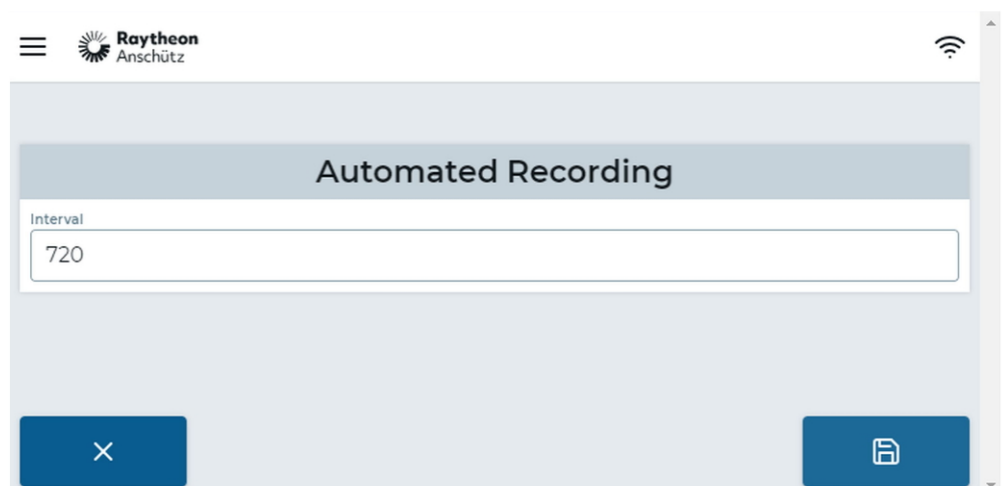 Raytheon
Anschütz
Automated Recording
Interval
720